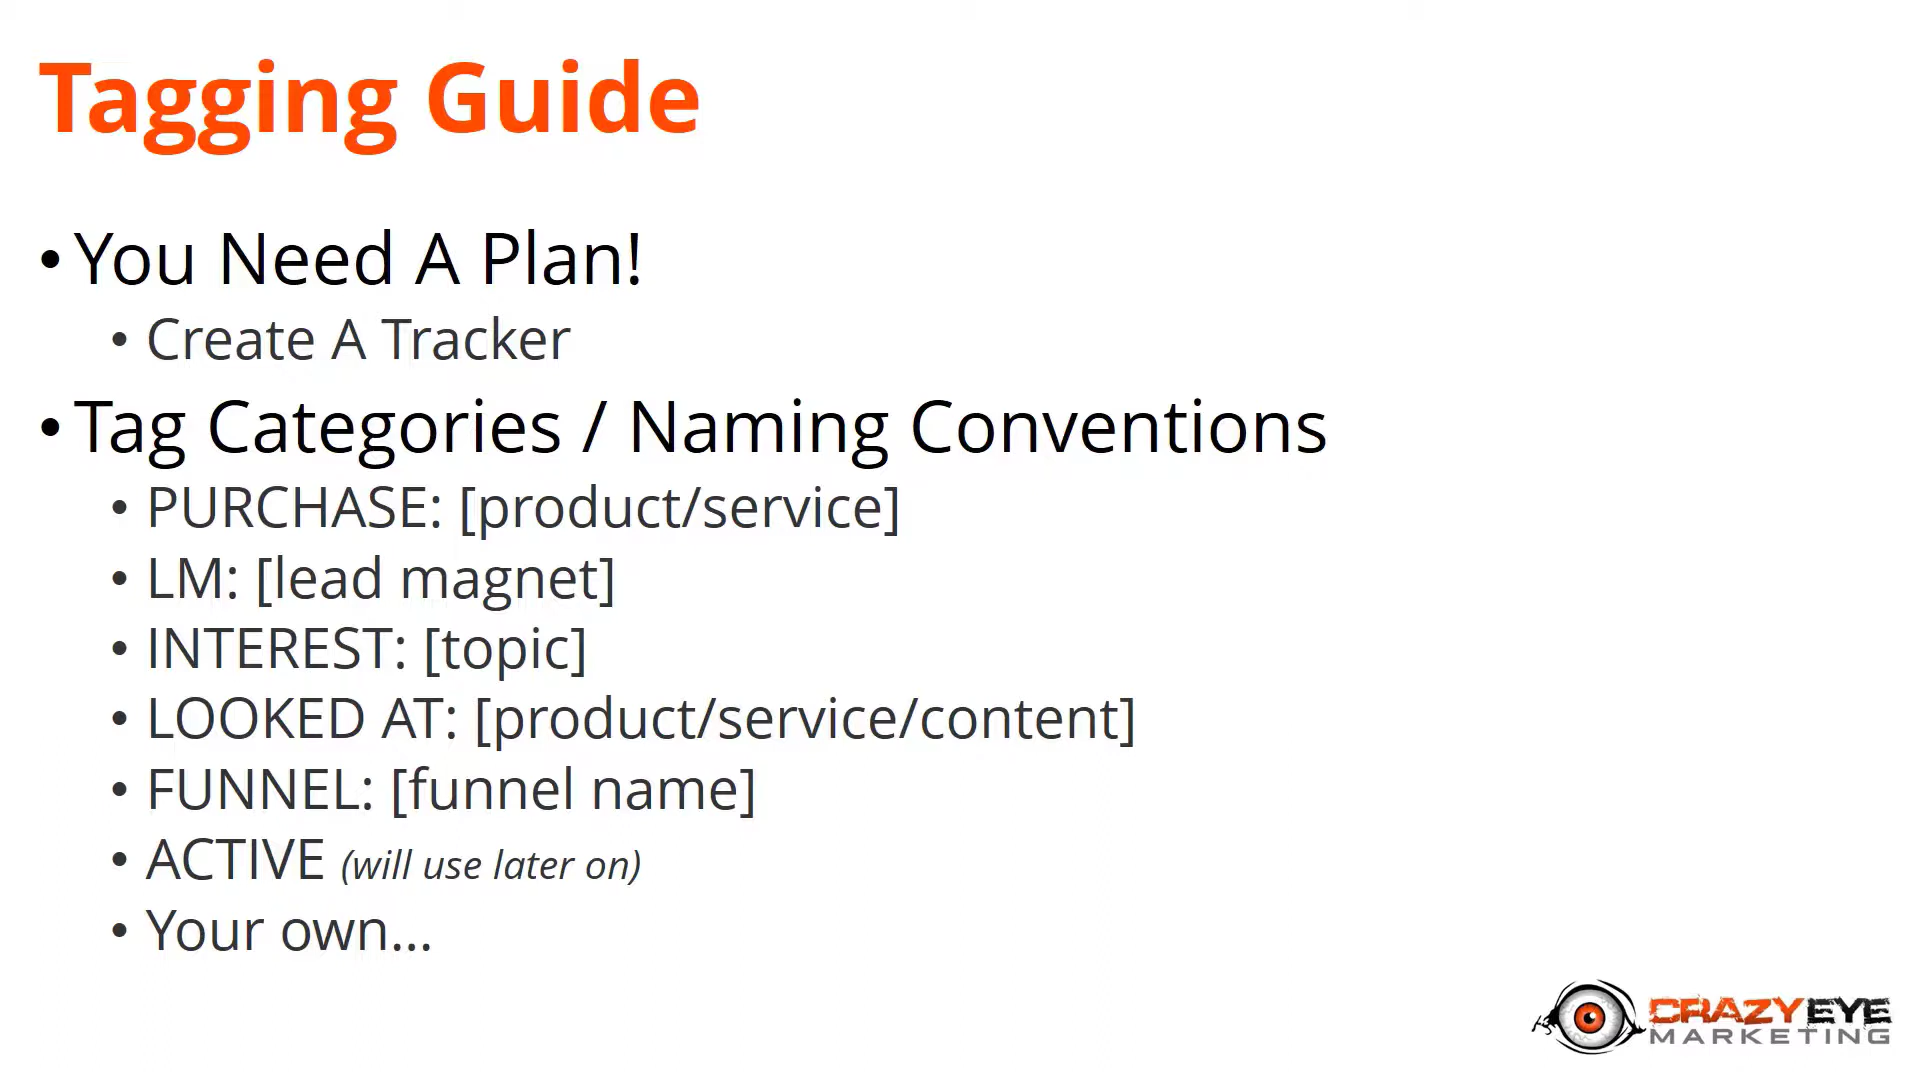 Tagging Guide
• You Need A Plan!
• Create A Tracker
• Tag Categories / Naming Conventions
• PURCHASE: [product/service]
• LM: [lead magnet]
• INTEREST: [topic]
• LOOKED AT: [product/service/content]
• FUNNEL: [funnel name]
• ACTIVE (will use later on)
• Your own...
CRAZYEYE
MARKETING